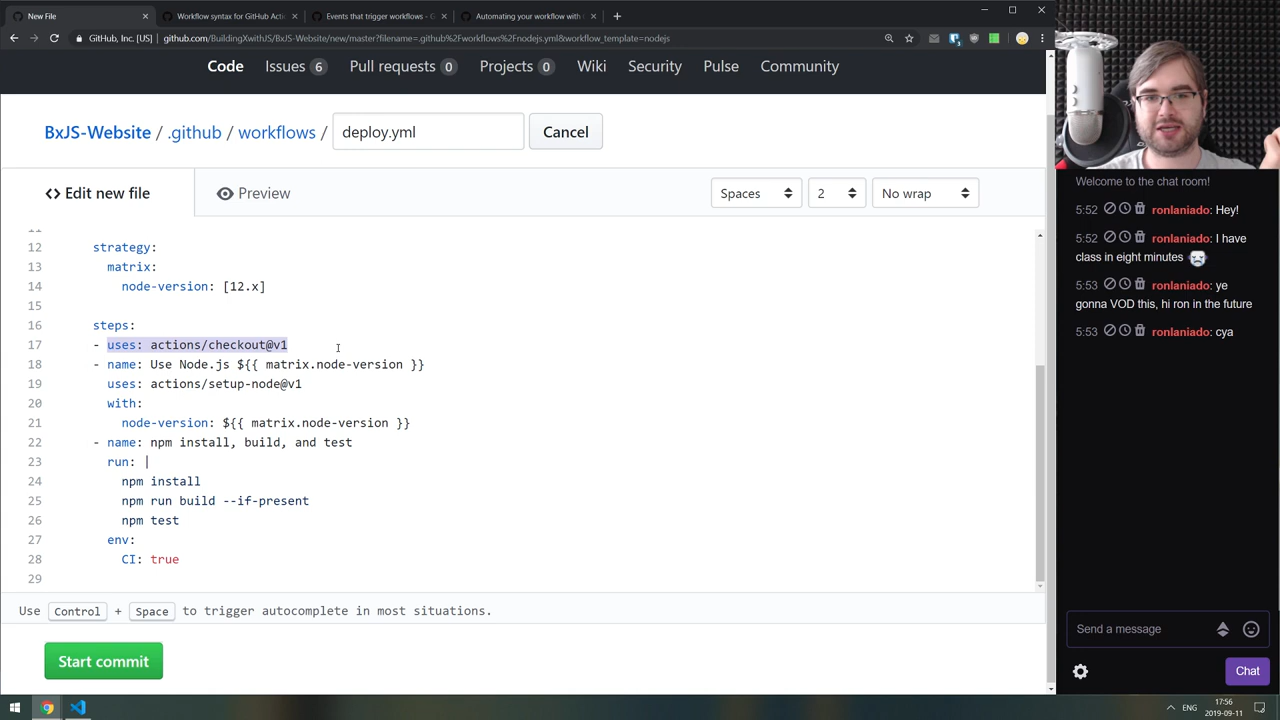 New File
Workflow syntax for GitHub Acti
Events that trigger workflows - G
Automating your workflow with
GitHub, Inc. [US]
github.com/BuildingXwithJS/BxJS-Website/new/master?filename=.github%2Fworkflows%2Fnodejs.yml&workflow_template=nodejs
Code
Issues 6
Pull requests 0
Projects 0
Wiki
Security
Pulse
Community
BxJS-Website / .github / workflows / deploy.yml
Cancel
Edit new file
Preview
Spaces
2
No wrap
11
12 strategy:
13 matrix:
14 node-version: [12.x]
15
16 steps:
17 - uses: actions/checkout@v1
18 - name: Use Node.js ${{ matrix.node-version }}
19 uses: actions/setup-node@v1
20 with:
21 node-version: ${{ matrix.node-version }}
22 - name: npm install, build, and test
23 run: |
24 npm install
25 npm run build --if-present
26 npm test
27 env:
28 CI: true
29
Use Control + Space to trigger autocomplete in most situations.
Start commit
Welcome to the chat room!
5:52 ronlaniado: Hey!
5:52 ronlaniado: I have
class in eight minutes
5:53 ronlaniado: ye
gonna VOD this, hi ron in the future
5:53 ronlaniado: cya
Send a message
Chat
ENG
17:56
2019-09-11